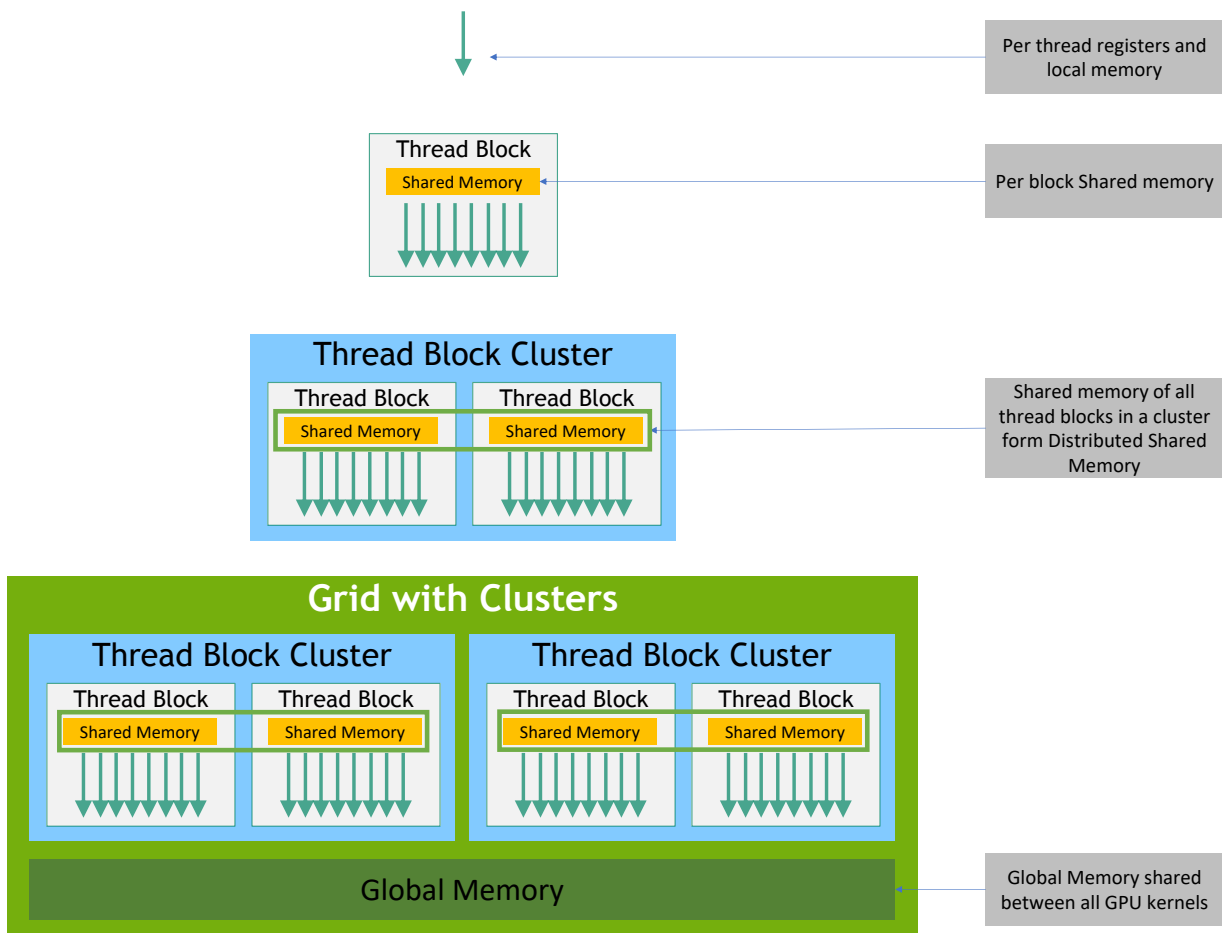 Per thread registers and
local memory
Thread Block
Shared Memory
Per block Shared memory
Thread Block Cluster
Thread Block
Thread Block
Shared Memory
Shared Memory
Shared memory of all
thread blocks in a cluster
form Distributed Shared
Memory
Grid with Clusters
Thread Block Cluster
Thread Block Cluster
Thread Block
Thread Block
Thread Block
Thread Block
Shared Memory
Shared Memory
Shared Memory
Shared Memory
Global Memory
Global Memory shared
between all GPU kernels